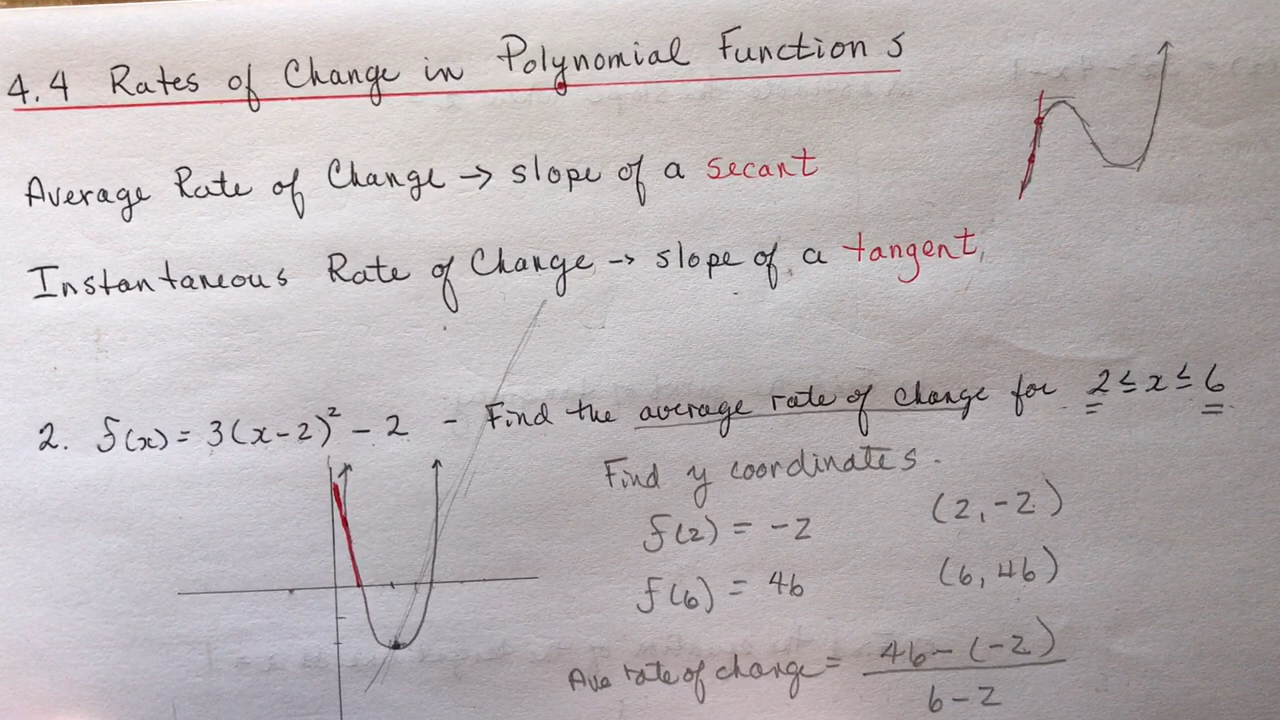 4.4 Rates of Change in Polynomial Functions
Average Rate of Change → slope of a secant
Instantaneous Rate of Change → slope of a tangent.
2. f(x) = 3(x-2)² - 2 - Find the average rate of change for 2 ≤ x ≤ 6
Find y coordinates.
f(2) = -2 (2, -2)
f(6) = 46 (6, 46)
Ave rate of change = 46 - (-2)
6 - 2